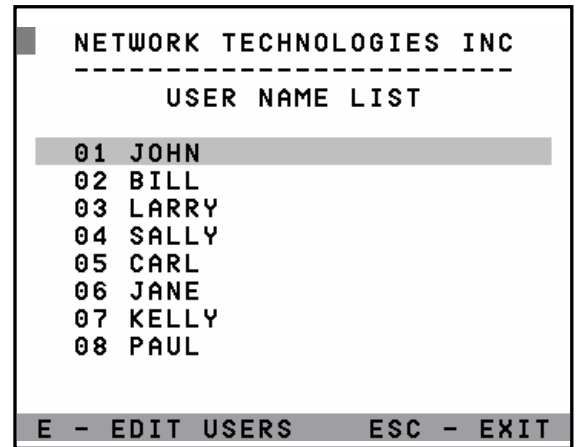 NETWORK TECHNOLOGIES INC
------------------------
USER NAME LIST
01 JOHN
02 BILL
03 LARRY
04 SALLY
05 CARL
06 JANE
07 KELLY
08 PAUL
E - EDIT USERS ESC - EXIT